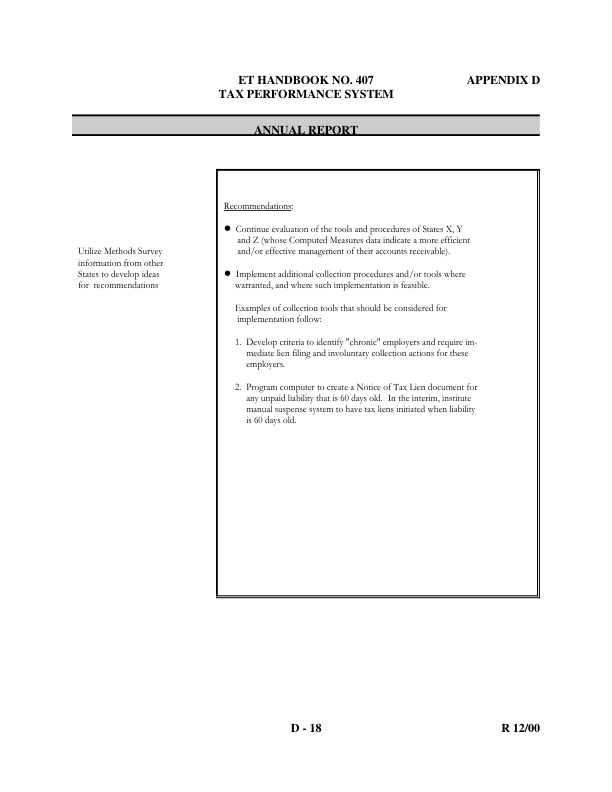 ET HANDBOOK NO. 407 APPENDIX D
TAX PERFORMANCE SYSTEM
ANNUAL REPORT
Utilize Methods Survey
information from other
States to develop ideas
for recommendations
Recommendations:
● Continue evaluation of the tools and procedures of States X, Y
and Z (whose Computed Measures data indicate a more efficient
and/or effective management of their accounts receivable).
● Implement additional collection procedures and/or tools where
warranted, and where such implementation is feasible.
Examples of collection tools that should be considered for
implementation follow:
1. Develop criteria to identify "chronic" employers and require im-
mediate lien filing and involuntary collection actions for these
employers.
2. Program computer to create a Notice of Tax Lien document for
any unpaid liability that is 60 days old. In the interim, institute
manual suspense system to have tax liens initiated when liability
is 60 days old.
D - 18 R 12/00